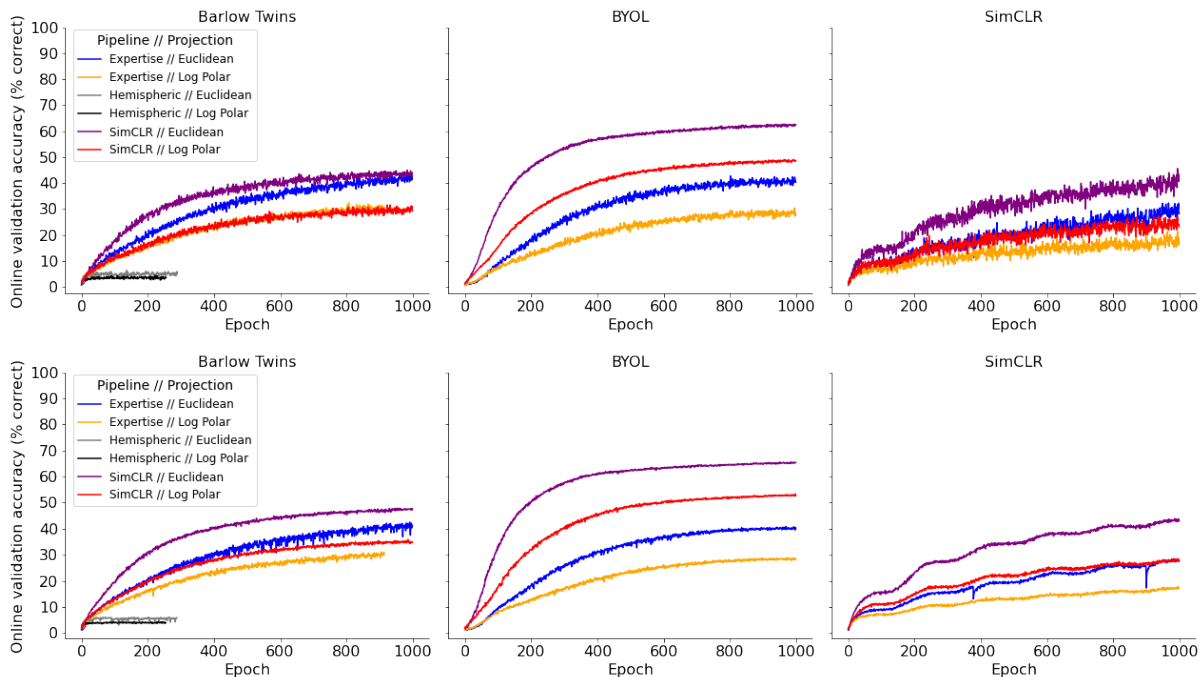 Barlow Twins
BYOL
SimCLR
Online validation accuracy (% correct)
100
90
80
70
60
50
40
30
20
10
0
Pipeline // Projection
Expertise // Euclidean
Expertise // Log Polar
Hemispheric // Euclidean
Hemispheric // Log Polar
SimCLR // Euclidean
SimCLR // Log Polar
0 200 400 600 800 1000
0 200 400 600 800 1000
0 200 400 600 800 1000
Epoch
Epoch
Epoch
Barlow Twins
BYOL
SimCLR
Online validation accuracy (% correct)
100
90
80
70
60
50
40
30
20
10
0
Pipeline // Projection
Expertise // Euclidean
Expertise // Log Polar
Hemispheric // Euclidean
Hemispheric // Log Polar
SimCLR // Euclidean
SimCLR // Log Polar
0 200 400 600 800 1000
0 200 400 600 800 1000
0 200 400 600 800 1000
Epoch
Epoch
Epoch